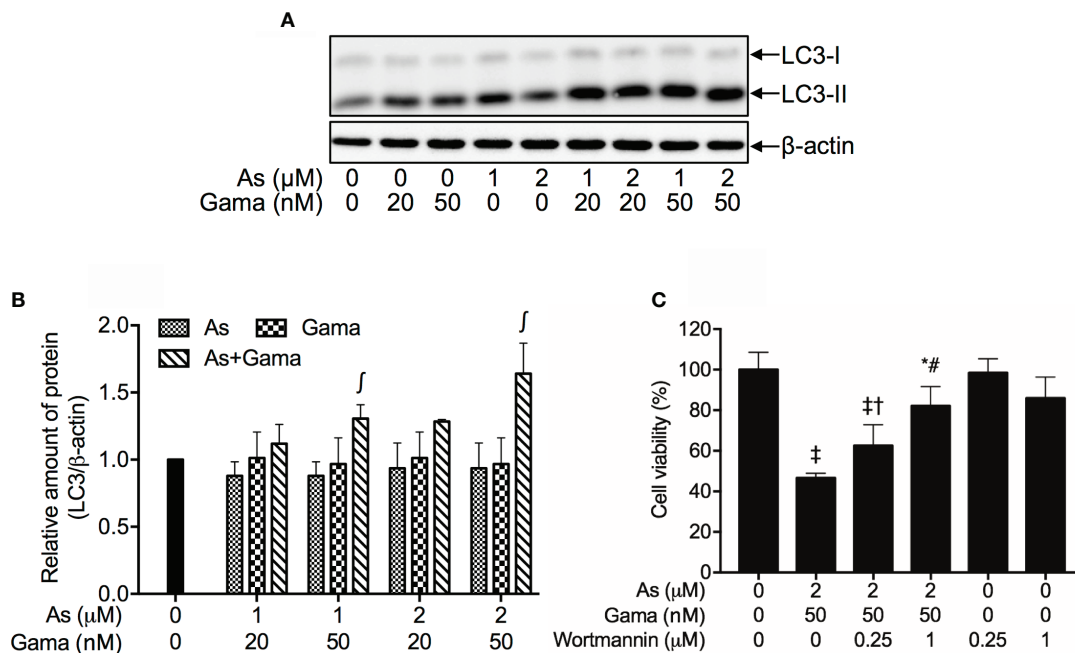 A
LC3-I
LC3-II
β-actin
As (μM) 0 0 0 1 2 1 2 1 2
Gama (nM) 0 20 50 0 0 20 20 50 50
B
2.0
1.5
1.0
0.5
0.0
Relative amount of protein
(LC3/β-actin)
As Gama
As+Gama
∫
∫
As (μM) 0 1 1 2 2
Gama (nM) 0 20 50 20 50
C
120
100
80
60
40
20
0
Cell viability (%)
‡
‡†
*#
As (μM) 0 2 2 2 0 0
Gama (nM) 0 50 50 50 0 0
Wortmannin (μM) 0 0 0.25 1 0.25 1